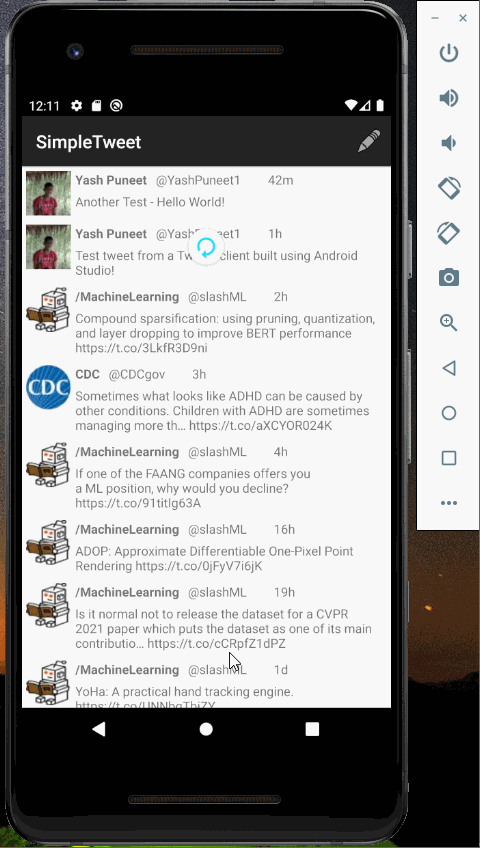 12:11
SimpleTweet
Yash Puneet @YashPuneet1 42m
Another Test - Hello World!
Yash Puneet @YashPuneet1 1h
Test tweet from a Tw client built using Android
Studio!
/MachineLearning @slashML 2h
Compound sparsification: using pruning, quantization,
and layer dropping to improve BERT performance
https://t.co/3LkfR3D9ni
CDC @CDCgov 3h
CDC
Sometimes what looks like ADHD can be caused by
other conditions. Children with ADHD are sometimes
managing more th… https://t.co/aXCYOR024K
/MachineLearning @slashML 4h
If one of the FAANG companies offers you
a ML position, why would you decline?
https://t.co/91titIg63A
/MachineLearning @slashML 16h
ADOP: Approximate Differentiable One-Pixel Point
Rendering https://t.co/0jFyV7i6jK
/MachineLearning @slashML 19h
Is it normal not to release the dataset for a CVPR
2021 paper which puts the dataset as one of its main
contributio… https://t.co/cCRpfZ1dPZ
/MachineLearning @slashML 1d
YoHa: A practical hand tracking engine.